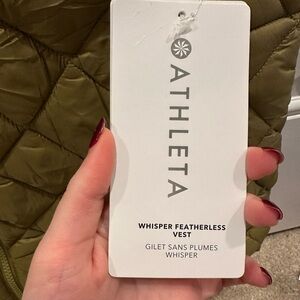 ATHLETA
WHISPER FEATHERLESS
VEST
GILET SANS PLUMES
WHISPER